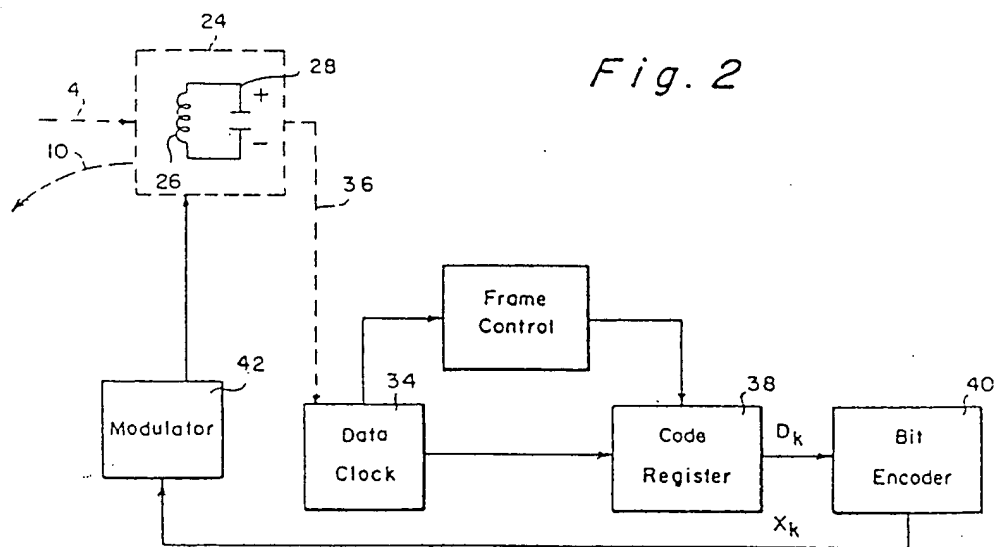 24
Fig. 2
28
+
4
−
10
26
36
Frame
Control
42
34
38
40
Modulator
Data
Clock
Code
Register
Dk
Bit
Encoder
Xk